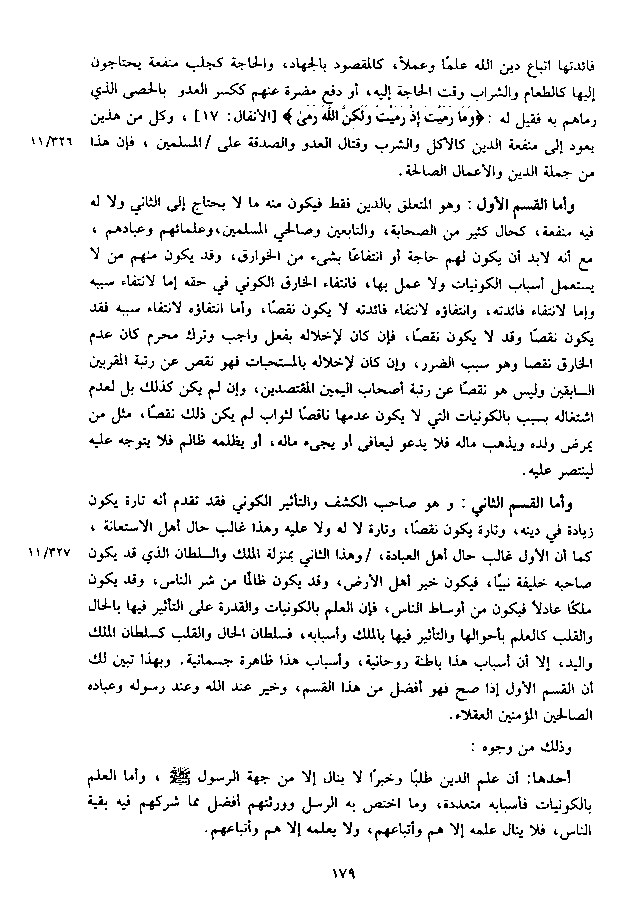 فائدتها اتباع دين الله علمًا وعملاً، كالمقصود بالجهاد، والحاجة كجلب منفعة يحتاجون
إليها كالطعام والشراب وقت الحاجة إليه، أو دفع مضرة عنهم ككسر العدو بالحصى الذي
رماهم به فقيل له : ﴿وَمَا رَمَيْتَ إِذْ رَمَيْتَ وَلَكِنَّ اللَّهَ رَمَىٰ﴾ [الأنفال: ١٧] ، وكل من هذين
يعود إلى منفعة الدين كالأكل والشرب وقتال العدو والصدقة على / المسلمين ، فإن هذا
١١/٣٢٦
من جملة الدين والأعمال الصالحة.
وأما القسم الأول : وهو المتعلق بالدين فقط فيكون منه ما لا يحتاج إلى الثاني ولا له
فيه منفعة، كحال كثير من الصحابة، والتابعين وصالحي المسلمين، وعلمائهم وعبادهم ،
مع أنه لابد أن يكون لهم حاجة أو انتفاعًا بشىء من الخوارق، وقد يكون منهم من لا
يستعمل أسباب الكونيات ولا عمل بها، فانتفاء الخارق الكوني في حقه إما لانتفاء سببه
وإما لانتفاء فائدته، وانتفاؤه لانتفاء فائدته لا يكون نقصًا، وأما انتفاؤه لانتفاء سببه فقد
يكون نقصًا وقد لا يكون نقصًا، فإن كان لإخلاله بفعل واجب وترك محرم كان عدم
الخارق نقصا وهو سبب الضرر، وإن كان لإخلاله بالمستحبات فهو نقص عن رتبة المقربين
السابقين وليس هو نقصًا عن رتبة أصحاب اليمين المقتصدين، وإن لم يكن كذلك بل لعدم
اشتغاله بسبب بالكونيات التي لا يكون عدمها ناقصًا لثواب لم يكن ذلك نقصًا، مثل من
يمرض ولده ويذهب ماله فلا يدعو ليعافى أو يجىء ماله، أو يظلمه ظالم فلا يتوجه عليه
لينتصر عليه.
وأما القسم الثاني : و هو صاحب الكشف والتأثير الكوني فقد تقدم أنه تارة يكون
زيادة في دينه، وتارة يكون نقصًا، وتارة لا له ولا عليه وهذا غالب حال أهل الاستعانة ،
كما أن الأول غالب حال أهل العبادة، / وهذا الثاني بمنزلة الملك والسلطان الذي قد يكون
١١/٣٢٧
صاحبه خليفة نبيًا، فيكون خير أهل الأرض، وقد يكون ظالمًا من شر الناس، وقد يكون
ملكًا عادلاً فيكون من أوساط الناس، فإن العلم بالكونيات والقدرة على التأثير فيها بالحال
والقلب كالعلم بأحوالها والتأثير فيها بالملك وأسبابه، فسلطان الحال والقلب كسلطان الملك
واليد، إلا أن أسباب هذا باطنة روحانية، وأسباب هذا ظاهرة جسمانية. وبهذا تبين لك
أن القسم الأول إذا صح فهو أفضل من هذا القسم، وخير عند الله وعند رسوله وعباده
الصالحين المؤمنين العقلاء.
وذلك من وجوه :
أحدها: أن علم الدين طلبًا وخبرًا لا ينال إلا من جهة الرسول ﷺ ، وأما العلم
بالكونيات فأسبابه متعددة، وما اختص به الرسل وورثتهم أفضل مما شركهم فيه بقية
الناس، فلا ينال علمه إلا هم وأتباعهم، ولا يعلمه إلا هم وأتباعهم.
١٧٩